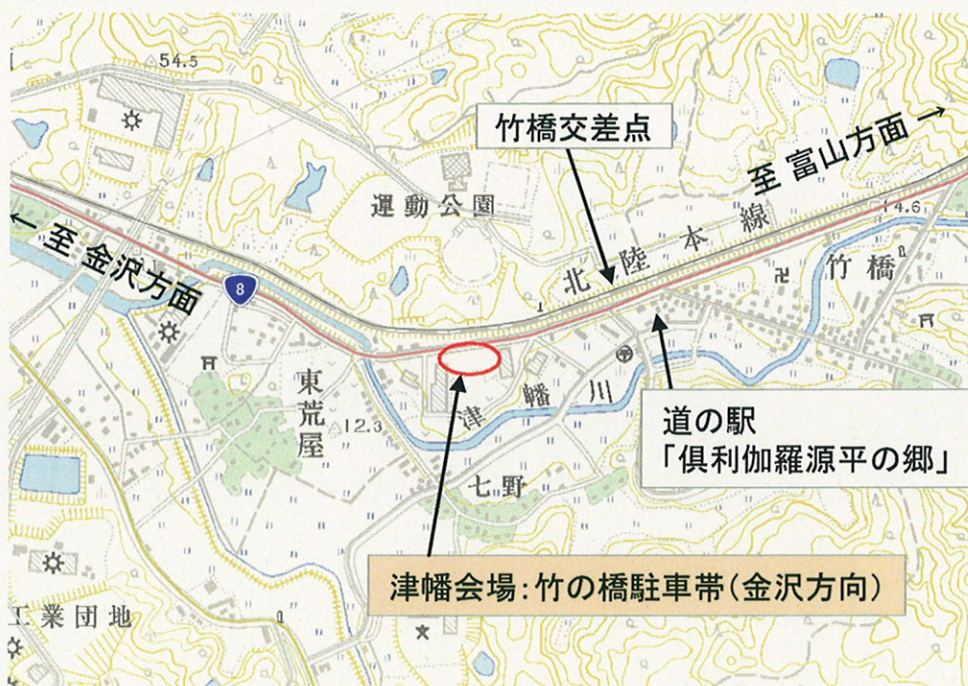 54.5
竹橋交差点
至 富山方面 →
運動公園
14.6
北陸本線
竹橋
← 至 金沢方面
8
東荒屋
12.3
津幡川
道の駅
「倶利伽羅源平の郷」
七野
津幡会場:竹の橋駐車帯(金沢方向)
工業団地